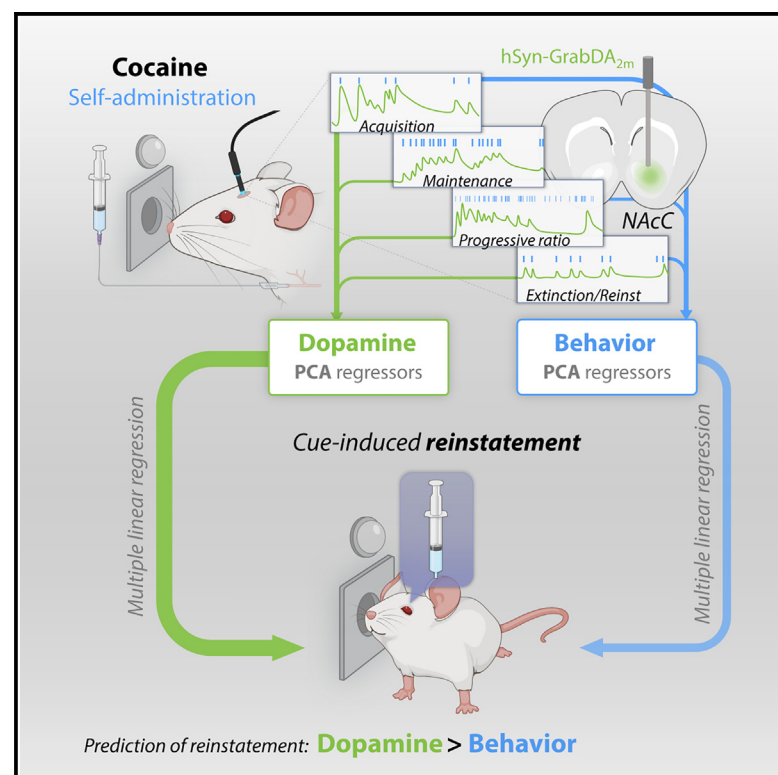 Cocaine
Self-administration
hSyn-GrabDA2m
Acquisition
Maintenance
Progressive ratio
Extinction/Reinst
NAcC
Dopamine
PCA regressors
Behavior
PCA regressors
Multiple linear regression
Multiple linear regression
Cue-induced reinstatement
Prediction of reinstatement: Dopamine > Behavior